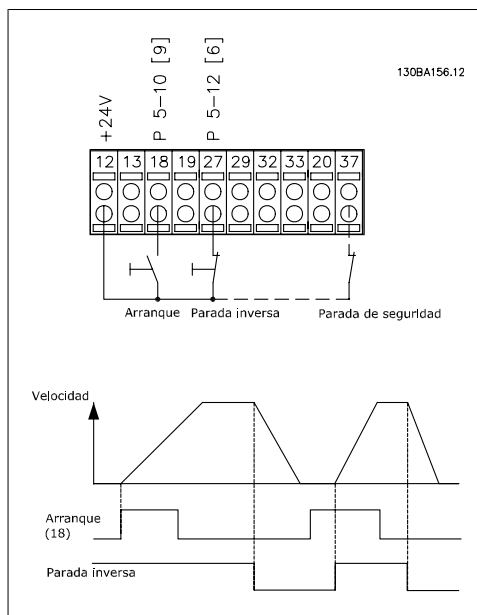 130BA156.12
+24V
P 5-10 [9]
P 5-12 [6]
12 13 18 19 27 29 32 33 20 37
Arranque Parada inversa Parada de seguridad
Velocidad
Arranque
(18)
Parada inversa